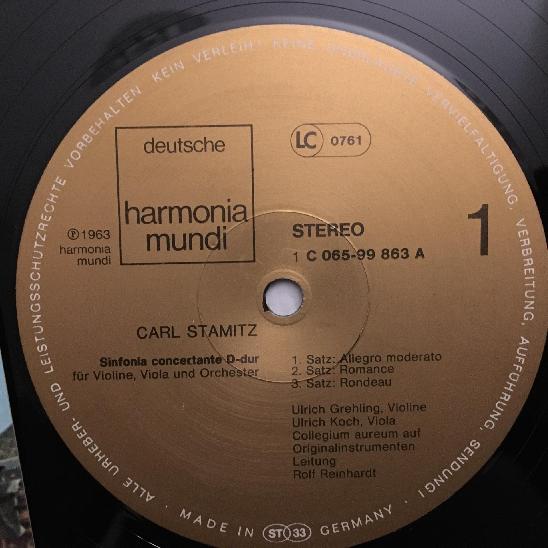 ALLE URHEBER- UND LEISTUNGSSCHUTZRECHTE VORBEHALTEN KEIN VERLEIH! KEINE VERVIELFÄLTIGUNG, VERBREITUNG, AUFFÜHRUNG, SENDUNG!
deutsche
harmonia
mundi
LC 0761
℗ 1963
harmonia
mundi
STEREO
1 C 065-99 863 A
1
CARL STAMITZ
Sinfonia concertante D-dur
für Violine, Viola und Orchester
1. Satz: Allegro moderato
2. Satz: Romance
3. Satz: Rondeau
Ulrich Grehling, Violine
Ulrich Koch, Viola
Collegium aureum auf
Originalinstrumenten
Leitung
Rolf Reinhardt
· MADE IN ST 33 GERMANY ·